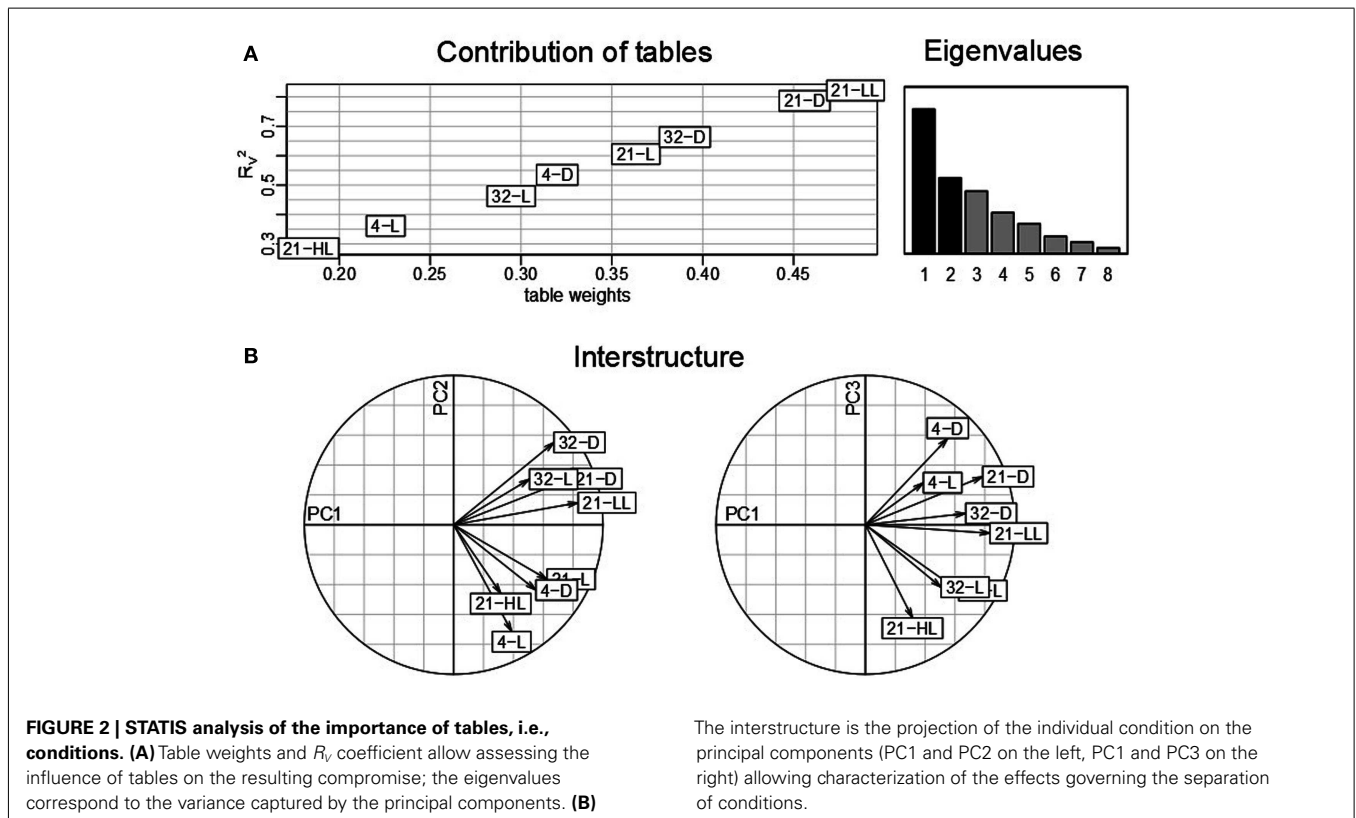 A
Contribution of tables
Eigenvalues
21-LL
21-D
32-D
21-L
4-D
32-L
4-L
21-HL
0.7
0.5
0.3
Rv²
0.20 0.25 0.30 0.35 0.40 0.45
table weights
1 2 3 4 5 6 7 8
B
Interstructure
PC2
PC1
32-D
32-L
21-D
21-LL
21-L
4-D
21-HL
4-L
PC3
PC1
4-D
4-L
21-D
32-D
21-LL
32-L
-L
21-HL
FIGURE 2 | STATIS analysis of the importance of tables, i.e.,
conditions. (A) Table weights and Rv coefficient allow assessing the
influence of tables on the resulting compromise; the eigenvalues
correspond to the variance captured by the principal components. (B)
The interstructure is the projection of the individual condition on the
principal components (PC1 and PC2 on the left, PC1 and PC3 on the
right) allowing characterization of the effects governing the separation
of conditions.